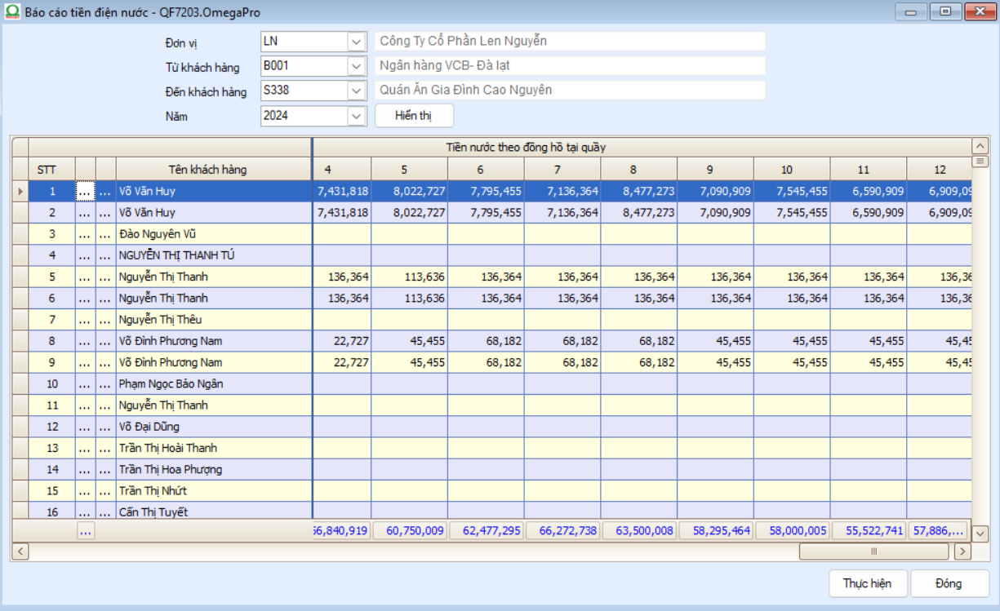 Báo cáo tiền điện nước - QF7203.OmegaPro
Đơn vị LN Công Ty Cổ Phần Len Nguyễn
Từ khách hàng B001 Ngân hàng VCB- Đà lạt
Đến khách hàng S338 Quán Ăn Gia Đình Cao Nguyên
Năm 2024 Hiển thị
Tiền nước theo đồng hồ tại quầy
STT Tên khách hàng 4 5 6 7 8 9 10 11 12
1 ... ... Võ Văn Huy 7,431,818 8,022,727 7,795,455 7,136,364 8,477,273 7,090,909 7,545,455 6,590,909 6,909,09
2 ... ... Võ Văn Huy 7,431,818 8,022,727 7,795,455 7,136,364 8,477,273 7,090,909 7,545,455 6,590,909 6,909,09
3 ... ... Đào Nguyên Vũ
4 ... ... NGUYỄN THỊ THANH TÚ
5 ... ... Nguyễn Thị Thanh 136,364 113,636 136,364 136,364 136,364 136,364 136,364 136,364 136,36
6 ... ... Nguyễn Thị Thanh 136,364 113,636 136,364 136,364 136,364 136,364 136,364 136,364 136,36
7 ... ... Nguyễn Thị Thêu
8 ... ... Võ Đình Phương Nam 22,727 45,455 68,182 68,182 68,182 45,455 45,455 45,455 45,45
9 ... ... Võ Đình Phương Nam 22,727 45,455 68,182 68,182 68,182 45,455 45,455 45,455 45,45
10 ... ... Phạm Ngọc Bảo Ngân
11 ... ... Nguyễn Thị Thanh
12 ... ... Võ Đại Dũng
13 ... ... Trần Thị Hoài Thanh
14 ... ... Trần Thị Hoa Phượng
15 ... ... Trần Thị Nhứt
16 ... ... Cấn Thị Tuyết
... 6,840,919 60,750,009 62,477,295 66,272,738 63,500,008 58,295,464 58,000,005 55,522,741 57,886,...
Thực hiện Đóng